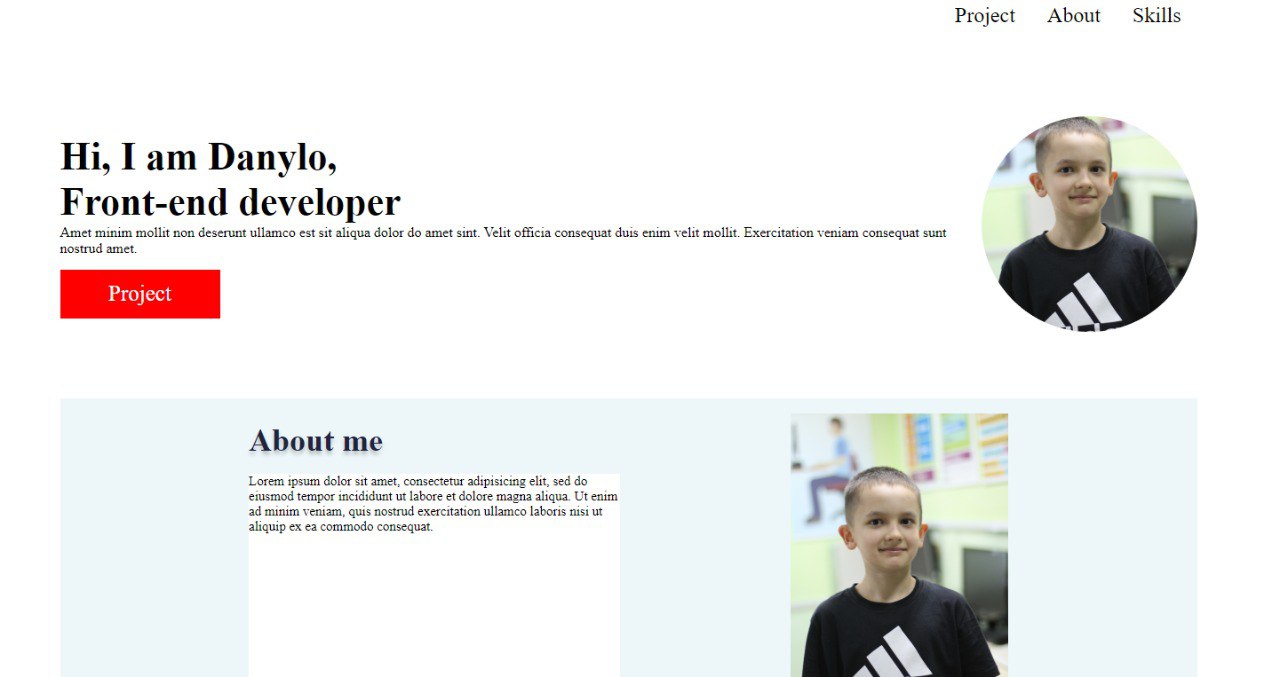 Project About Skills
Hi, I am Danylo,
Front-end developer
Amet minim mollit non deserunt ullamco est sit aliqua dolor do amet sint. Velit officia consequat duis enim velit mollit. Exercitation veniam consequat sunt
nostrud amet.
Project
About me
Lorem ipsum dolor sit amet, consectetur adipisicing elit, sed do
eiusmod tempor incididunt ut labore et dolore magna aliqua. Ut enim
ad minim veniam, quis nostrud exercitation ullamco laboris nisi ut
aliquip ex ea commodo consequat.